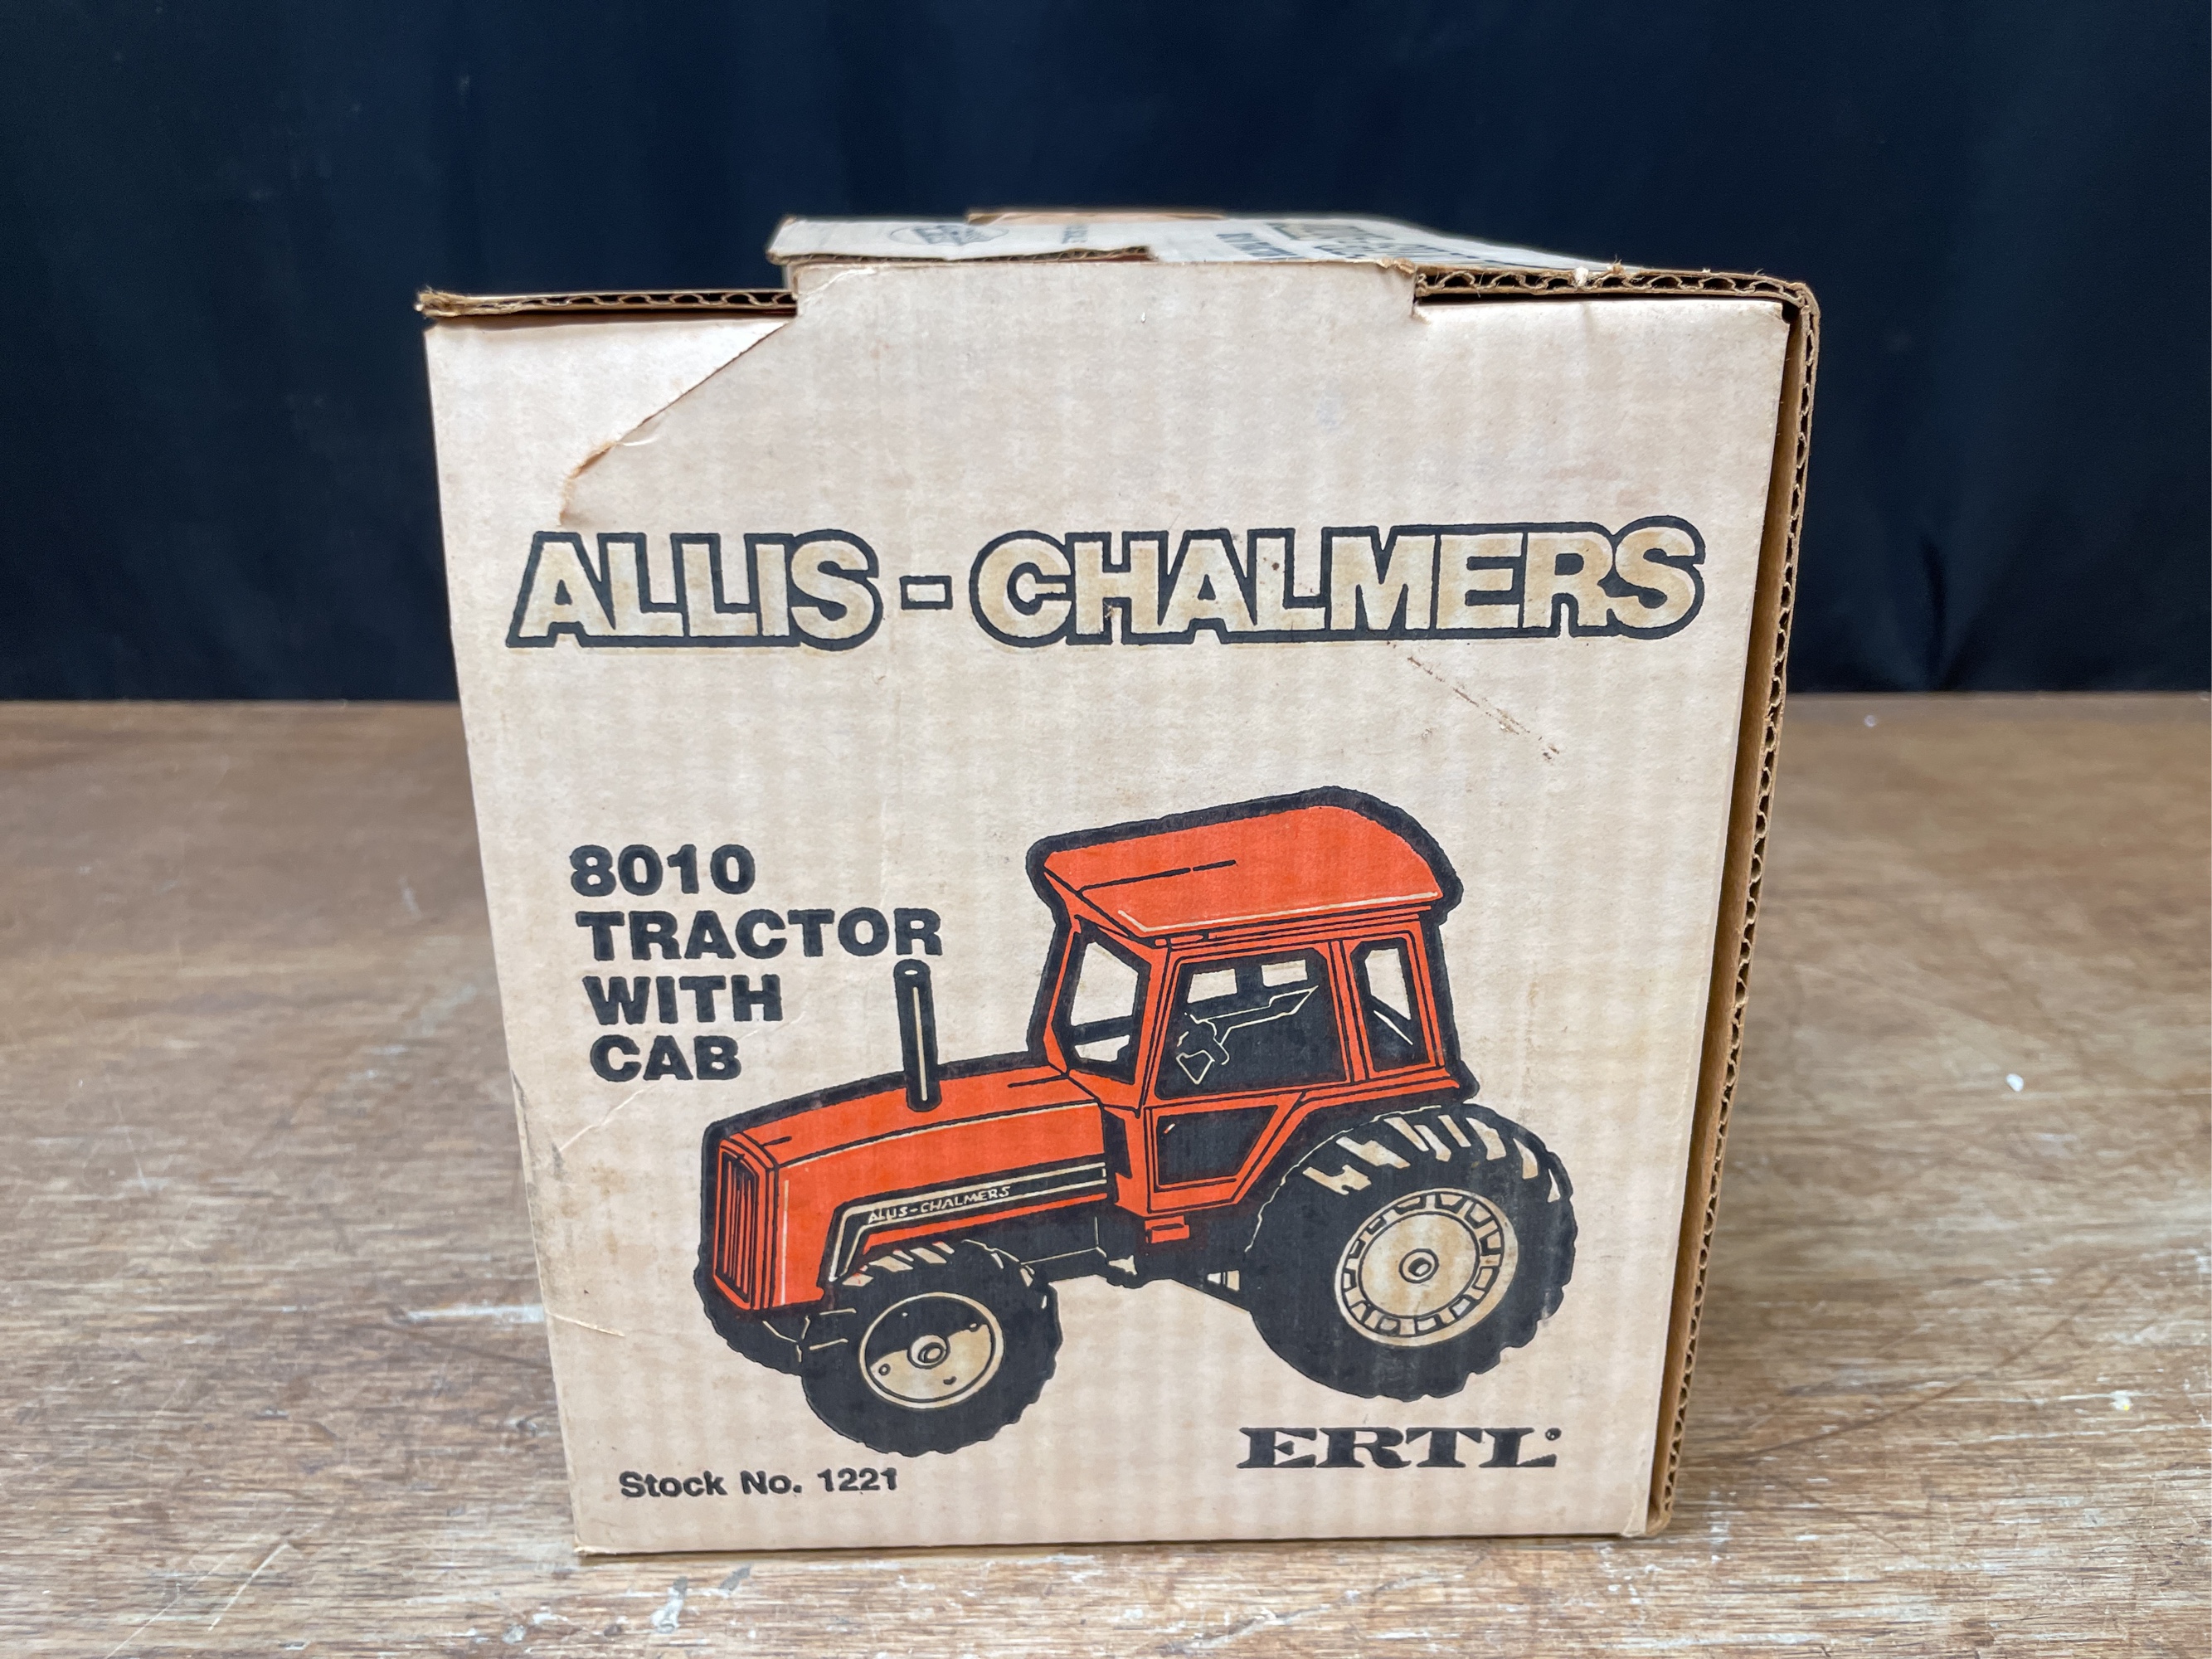 ALLIS-CHALMERS
8010
TRACTOR
WITH
CAB
ALLIS-CHALMERS
ERTL
Stock No. 1221